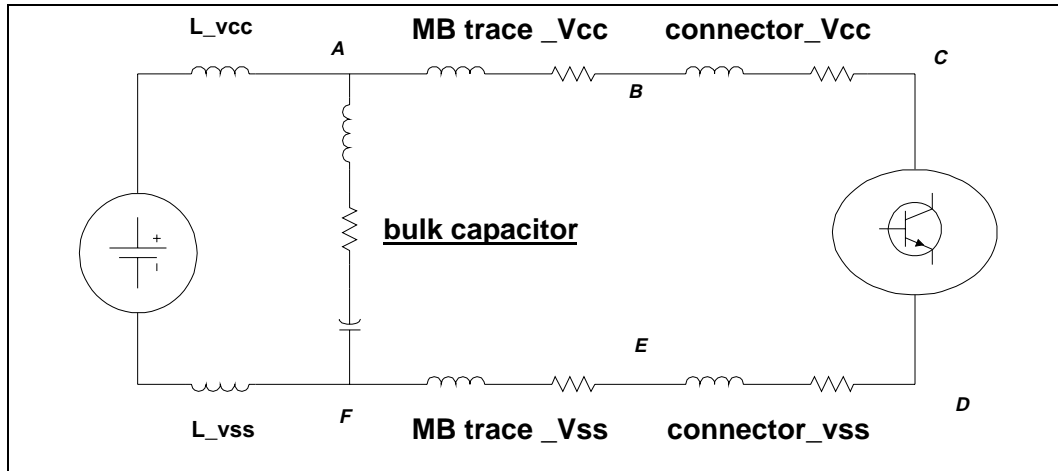 L_vcc
A
MB trace _Vcc
connector_Vcc
C
B
+
-
bulk capacitor
E
L_vss
F
MB trace _Vss
connector_vss
D